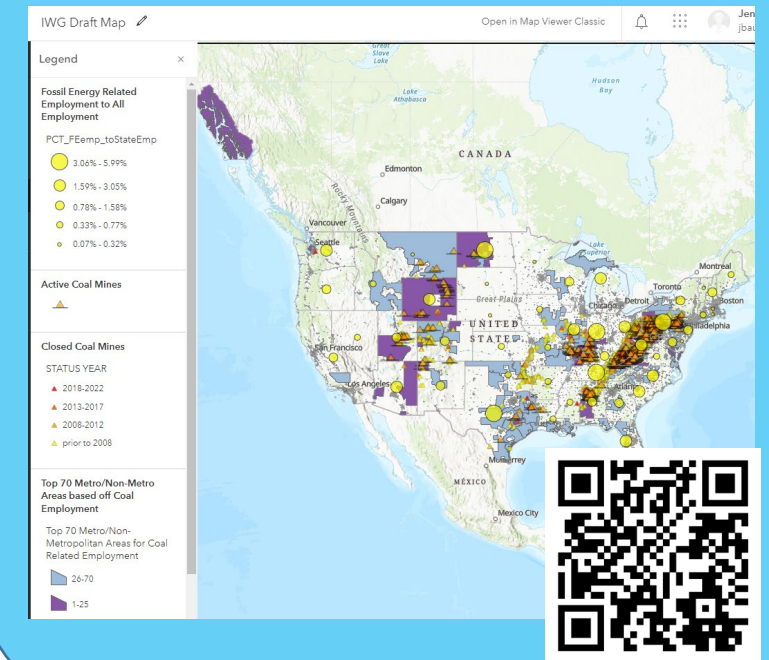 IWG Draft Map
Open in Map Viewer Classic
Jen
jbau
Legend
×
Fossil Energy Related
Employment to All
Employment
PCT_FEemp_toStateEmp
3.06% - 5.99%
1.59% - 3.05%
0.78% - 1.58%
0.33% - 0.77%
0.07% - 0.32%
Active Coal Mines
Closed Coal Mines
STATUS YEAR
2018-2022
2013-2017
2008-2012
prior to 2008
Top 70 Metro/Non-Metro
Areas based off Coal
Employment
Top 70 Metro/Non-
Metropolitan Areas for Coal
Related Employment
26-70
1-25
Great
Slave
Lake
Lake
Athabasca
Hudson
Bay
CANADA
Edmonton
Calgary
Rocky Mountains
Vancouver
Seattle
Lake
Superior
Montreal
Toronto
Great Plains
Chicago
Detroit
Boston
Philadelphia
UNITED
STATES
San Francisco
Los Angeles
Atlanta
Monterrey
MÉXICO
Mexico City